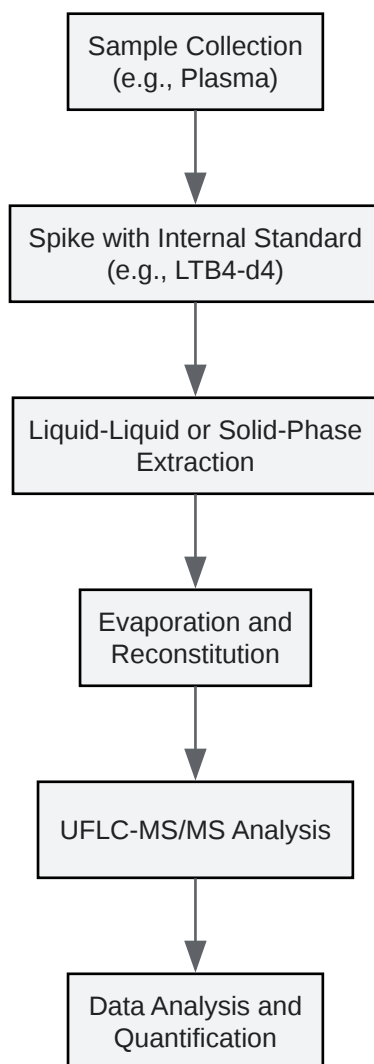 Sample Collection
(e.g., Plasma)
Spike with Internal Standard
(e.g., LTB4-d4)
Liquid-Liquid or Solid-Phase
Extraction
Evaporation and
Reconstitution
UFLC-MS/MS Analysis
Data Analysis and
Quantification